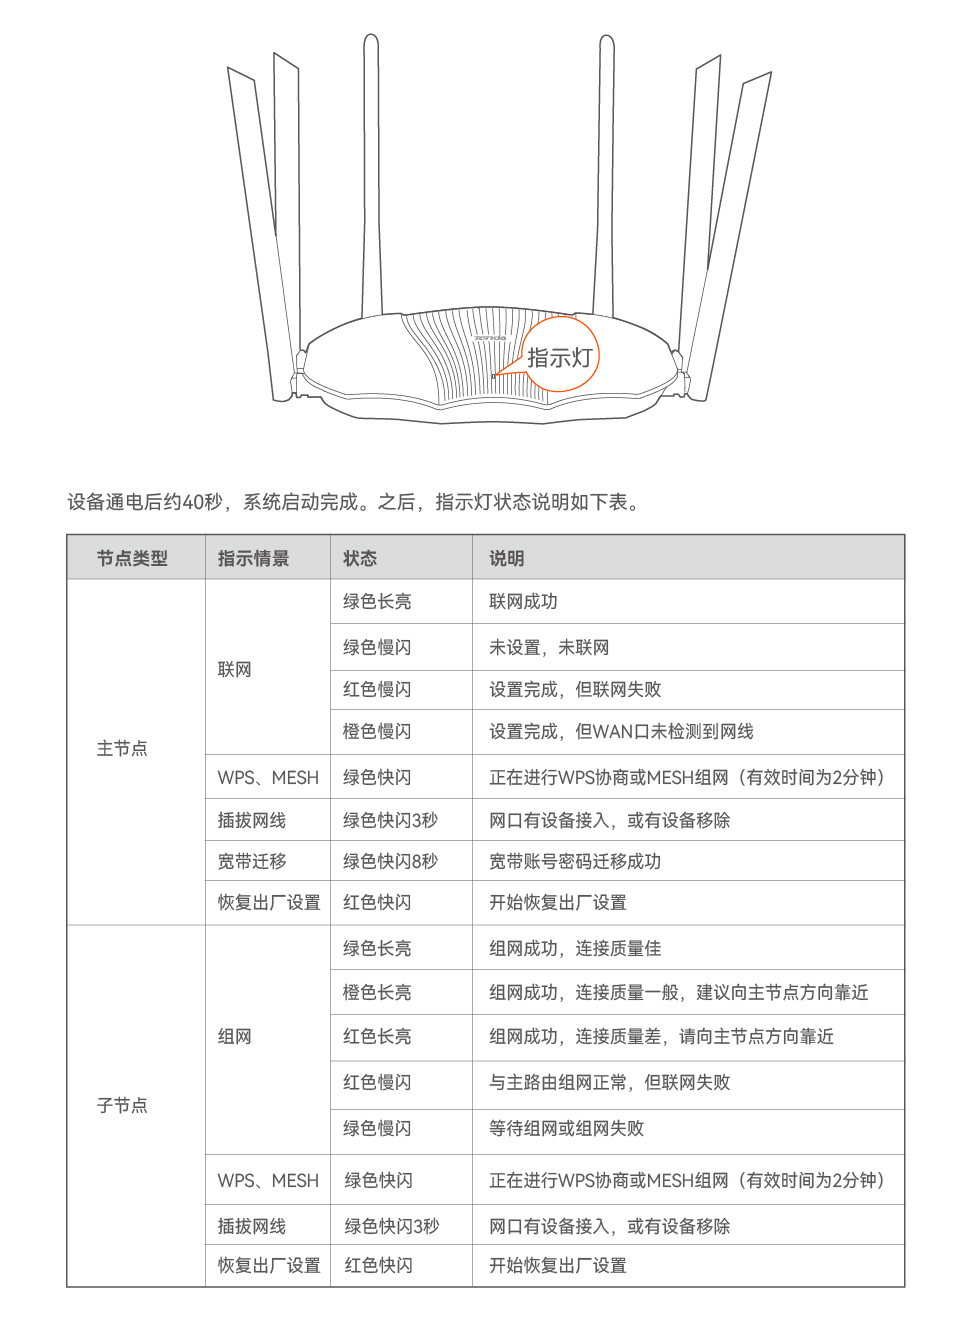 Tenda
指示灯
设备通电后约40秒，系统启动完成。之后，指示灯状态说明如下表。
节点类型 指示情景 状态 说明
主节点 联网 绿色长亮 联网成功
绿色慢闪 未设置，未联网
红色慢闪 设置完成，但联网失败
橙色慢闪 设置完成，但WAN口未检测到网线
WPS、MESH 绿色快闪 正在进行WPS协商或MESH组网（有效时间为2分钟）
插拔网线 绿色快闪3秒 网口有设备接入，或有设备移除
宽带迁移 绿色快闪8秒 宽带账号密码迁移成功
恢复出厂设置 红色快闪 开始恢复出厂设置
子节点 组网 绿色长亮 组网成功，连接质量佳
橙色长亮 组网成功，连接质量一般，建议向主节点方向靠近
红色长亮 组网成功，连接质量差，请向主节点方向靠近
红色慢闪 与主路由组网正常，但联网失败
绿色慢闪 等待组网或组网失败
WPS、MESH 绿色快闪 正在进行WPS协商或MESH组网（有效时间为2分钟）
插拔网线 绿色快闪3秒 网口有设备接入，或有设备移除
恢复出厂设置 红色快闪 开始恢复出厂设置